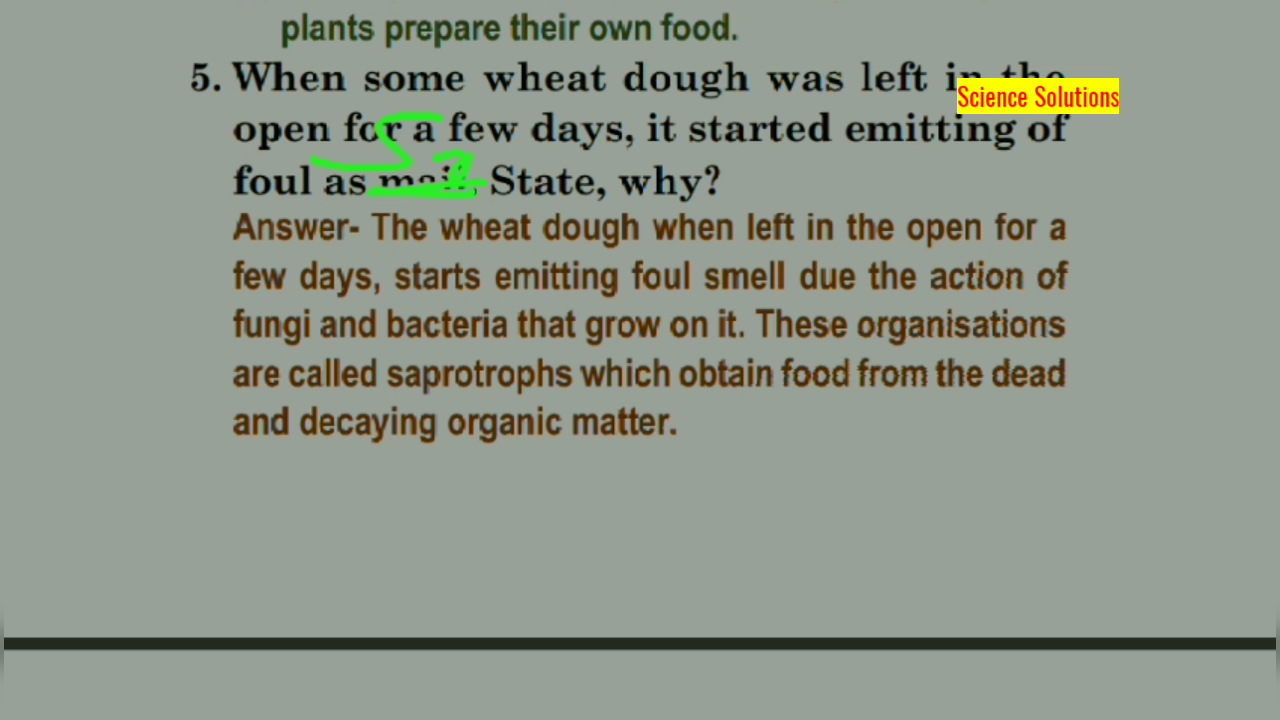 plants prepare their own food.
5. When some wheat dough was left in the
Science Solutions
open for a few days, it started emitting of
foul as State, why?
Answer- The wheat dough when left in the open for a
few days, starts emitting foul smell due the action of
fungi and bacteria that grow on it. These organisations
are called saprotrophs which obtain food from the dead
and decaying organic matter.